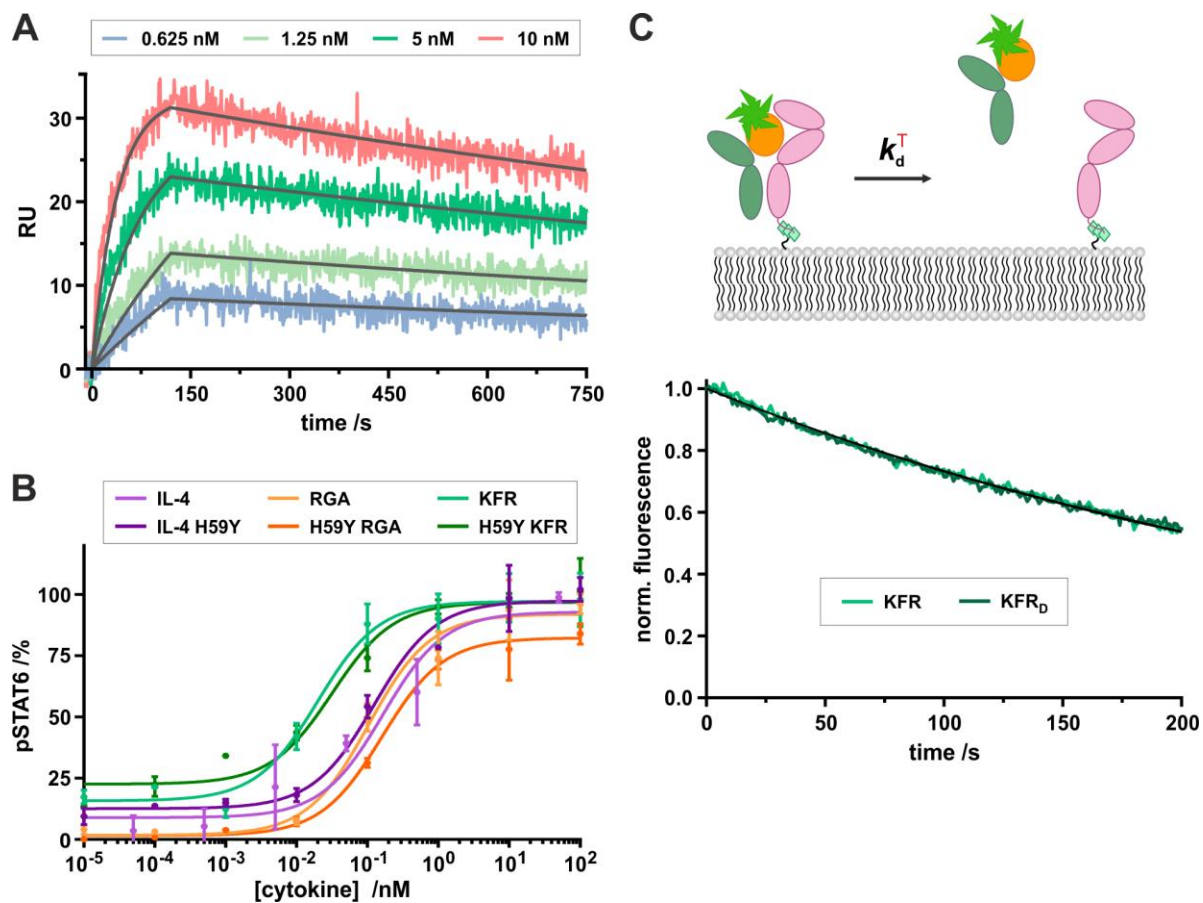 A
0.625 nM 1.25 nM 5 nM 10 nM
30
20
10
0
RU
0 150 300 450 600 750
time /s
B
IL-4 RGA KFR
IL-4 H59Y H59Y RGA H59Y KFR
100
75
50
25
0
pSTAT6 /%
10-5 10-4 10-3 10-2 10-1 100 101 102
[cytokine] /nM
C
kdT
1.0
0.8
0.6
0.4
0.2
0.0
norm. fluorescence
KFR KFRD
0 50 100 150 200
time /s